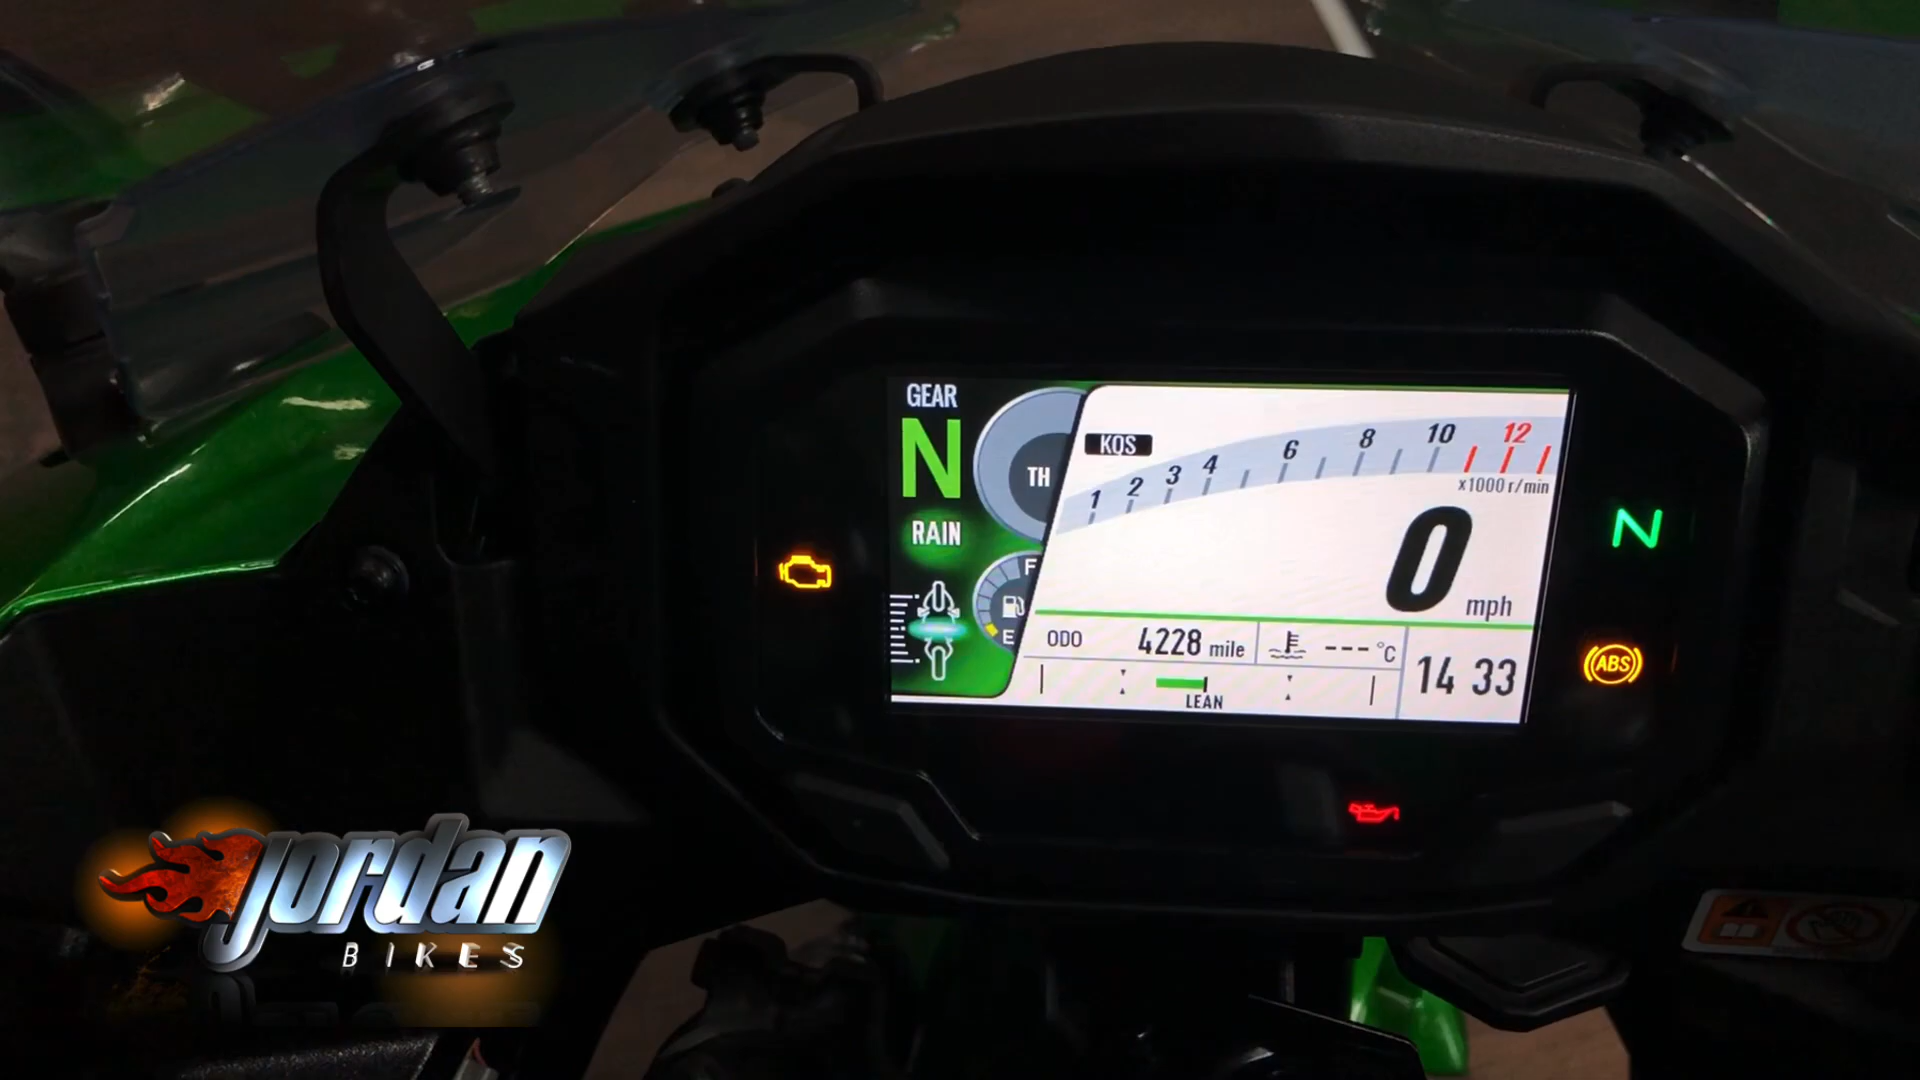 GEAR
N
RAIN
TH
F
E
KQS
1 2 3 4 6 8 10 12
x1000 r/min
0
mph
ODO 4228 mile
--- °C
LEAN
14 33
N
ABS
jordan
BIKES